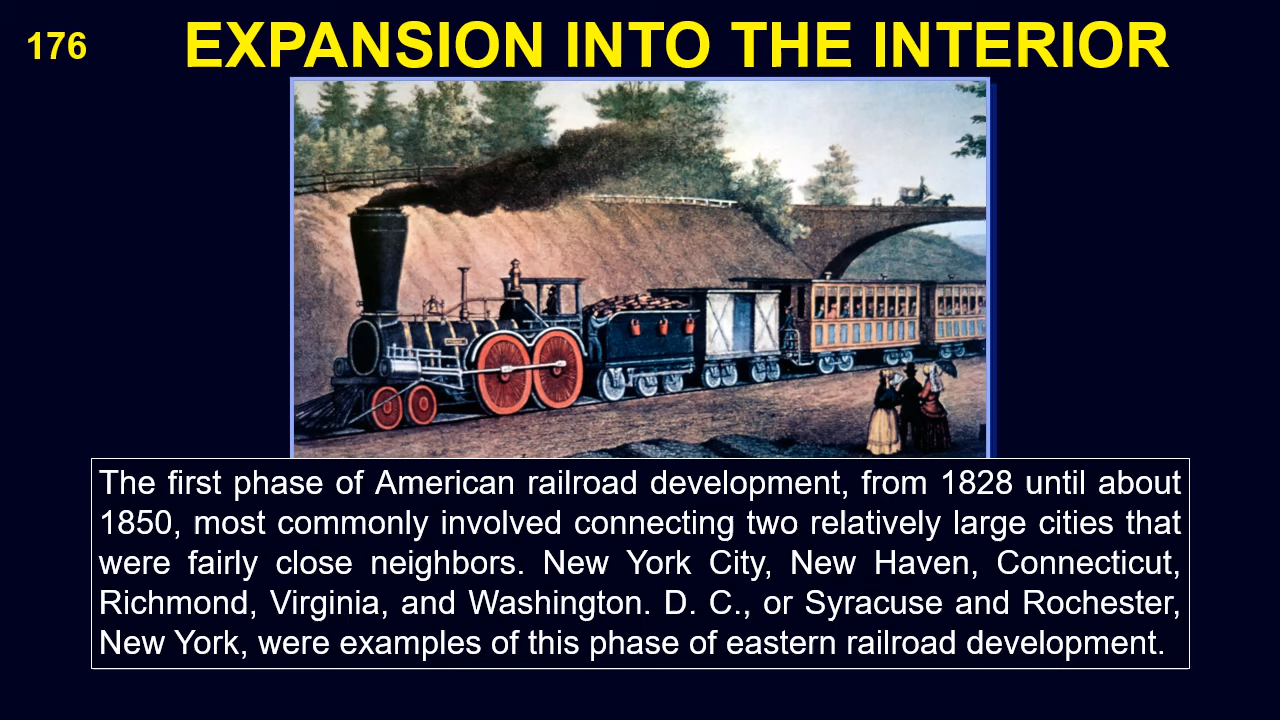 176
EXPANSION INTO THE INTERIOR
The first phase of American railroad development, from 1828 until about
1850, most commonly involved connecting two relatively large cities that
were fairly close neighbors. New York City, New Haven, Connecticut,
Richmond, Virginia, and Washington. D. C., or Syracuse and Rochester,
New York, were examples of this phase of eastern railroad development.